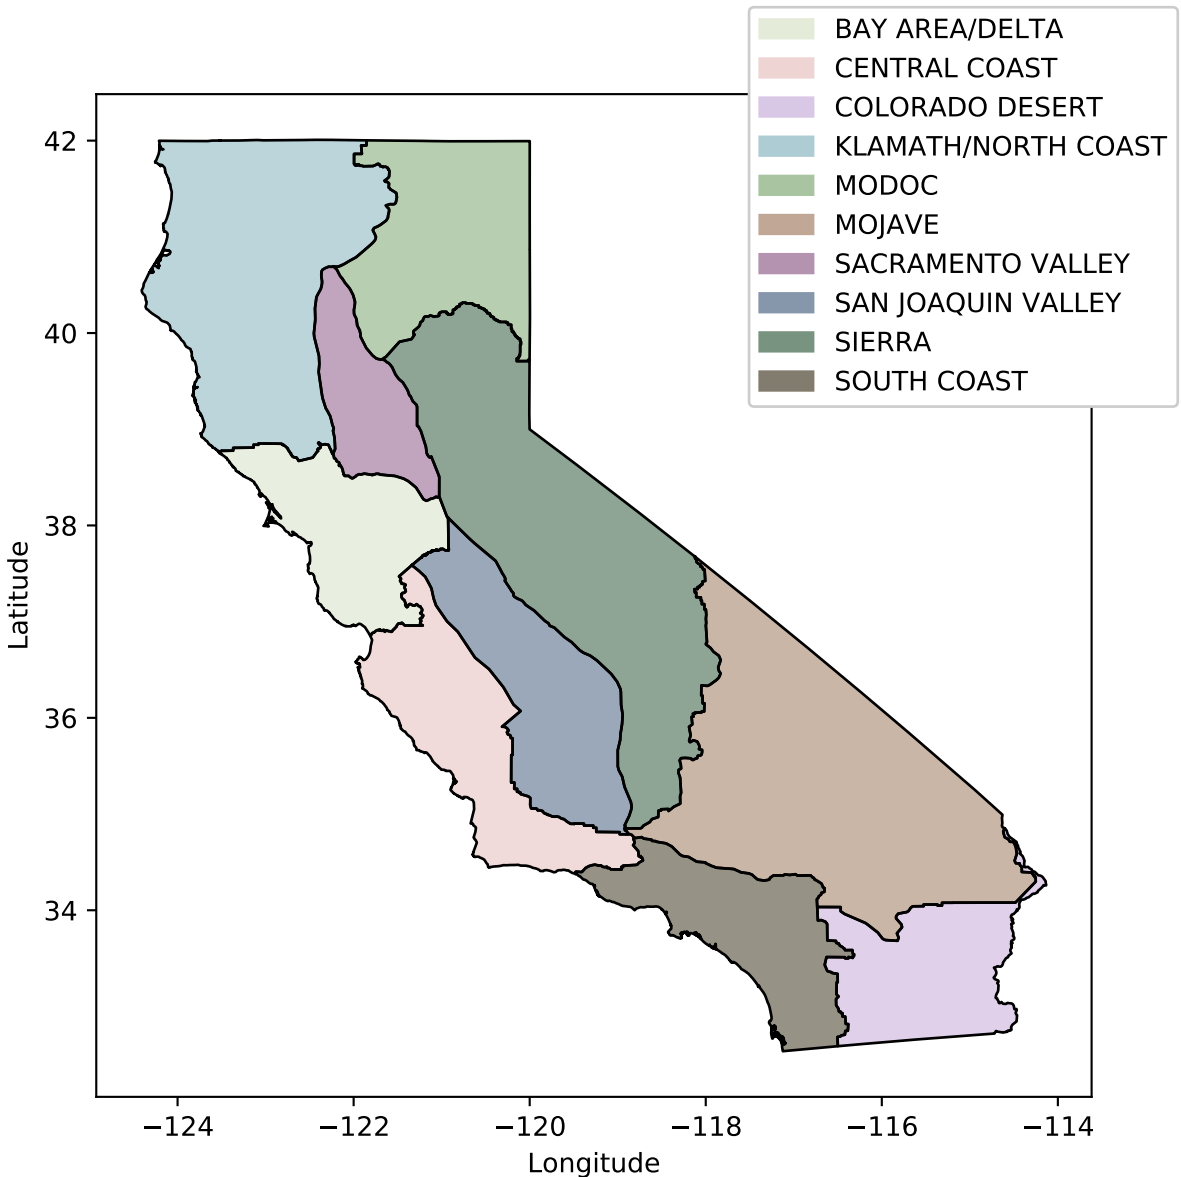 BAY AREA/DELTA
CENTRAL COAST
COLORADO DESERT
KLAMATH/NORTH COAST
MODOC
MOJAVE
SACRAMENTO VALLEY
SAN JOAQUIN VALLEY
SIERRA
SOUTH COAST
42
40
38
36
34
Latitude
−124
−122
−120
−118
−116
−114
Longitude